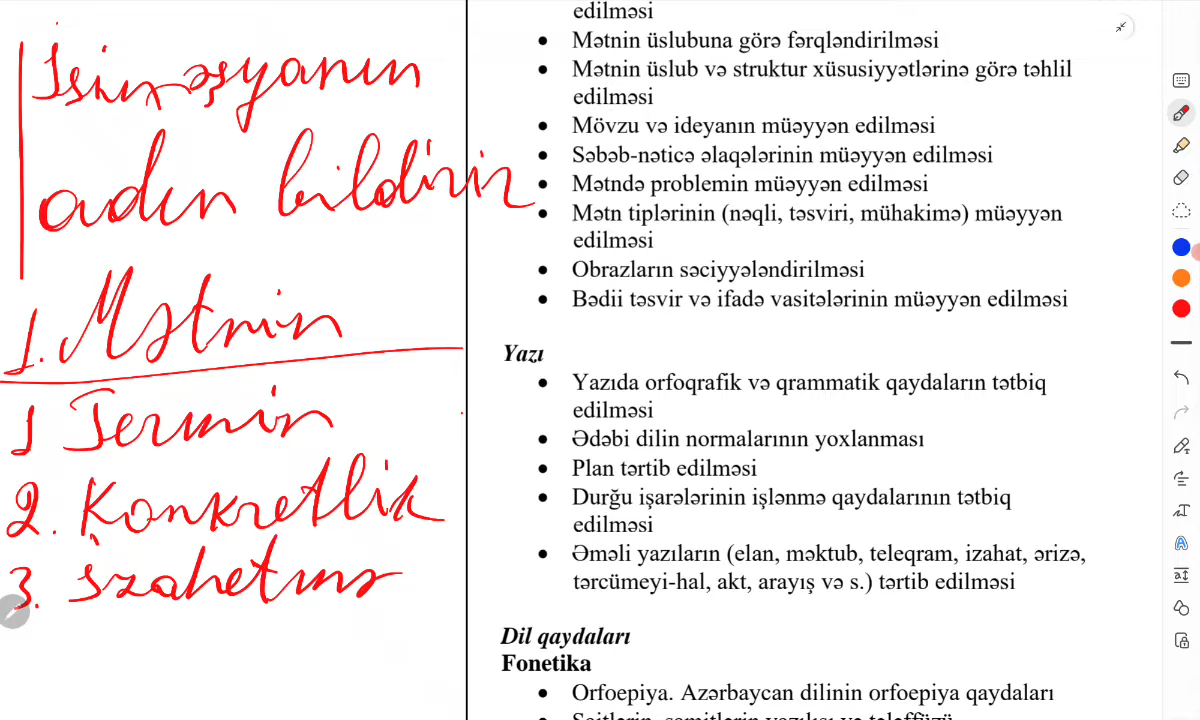 İsim əşyanın
adın bildirir
1. Mətnin
1 Termin
2. Konkretlik
3. İzahetmə
edilməsi
• Mətnin üslubuna görə fərqləndirilməsi
• Mətnin üslub və struktur xüsusiyyətlərinə görə təhlil
edilməsi
• Mövzu və ideyanın müəyyən edilməsi
• Səbəb-nəticə əlaqələrinin müəyyən edilməsi
• Mətndə problemin müəyyən edilməsi
• Mətn tiplərinin (nəqli, təsviri, mühakimə) müəyyən
edilməsi
• Obrazların səciyyələndirilməsi
• Bədii təsvir və ifadə vasitələrinin müəyyən edilməsi
Yazı
• Yazıda orfoqrafik və qrammatik qaydaların tətbiq
edilməsi
• Ədəbi dilin normalarının yoxlanması
• Plan tərtib edilməsi
• Durğu işarələrinin işlənmə qaydalarının tətbiq
edilməsi
• Əməli yazıların (elan, məktub, teleqram, izahat, ərizə,
tərcümeyi-hal, akt, arayış və s.) tərtib edilməsi
Dil qaydaları
Fonetika
• Orfoepiya. Azərbaycan dilinin orfoepiya qaydaları